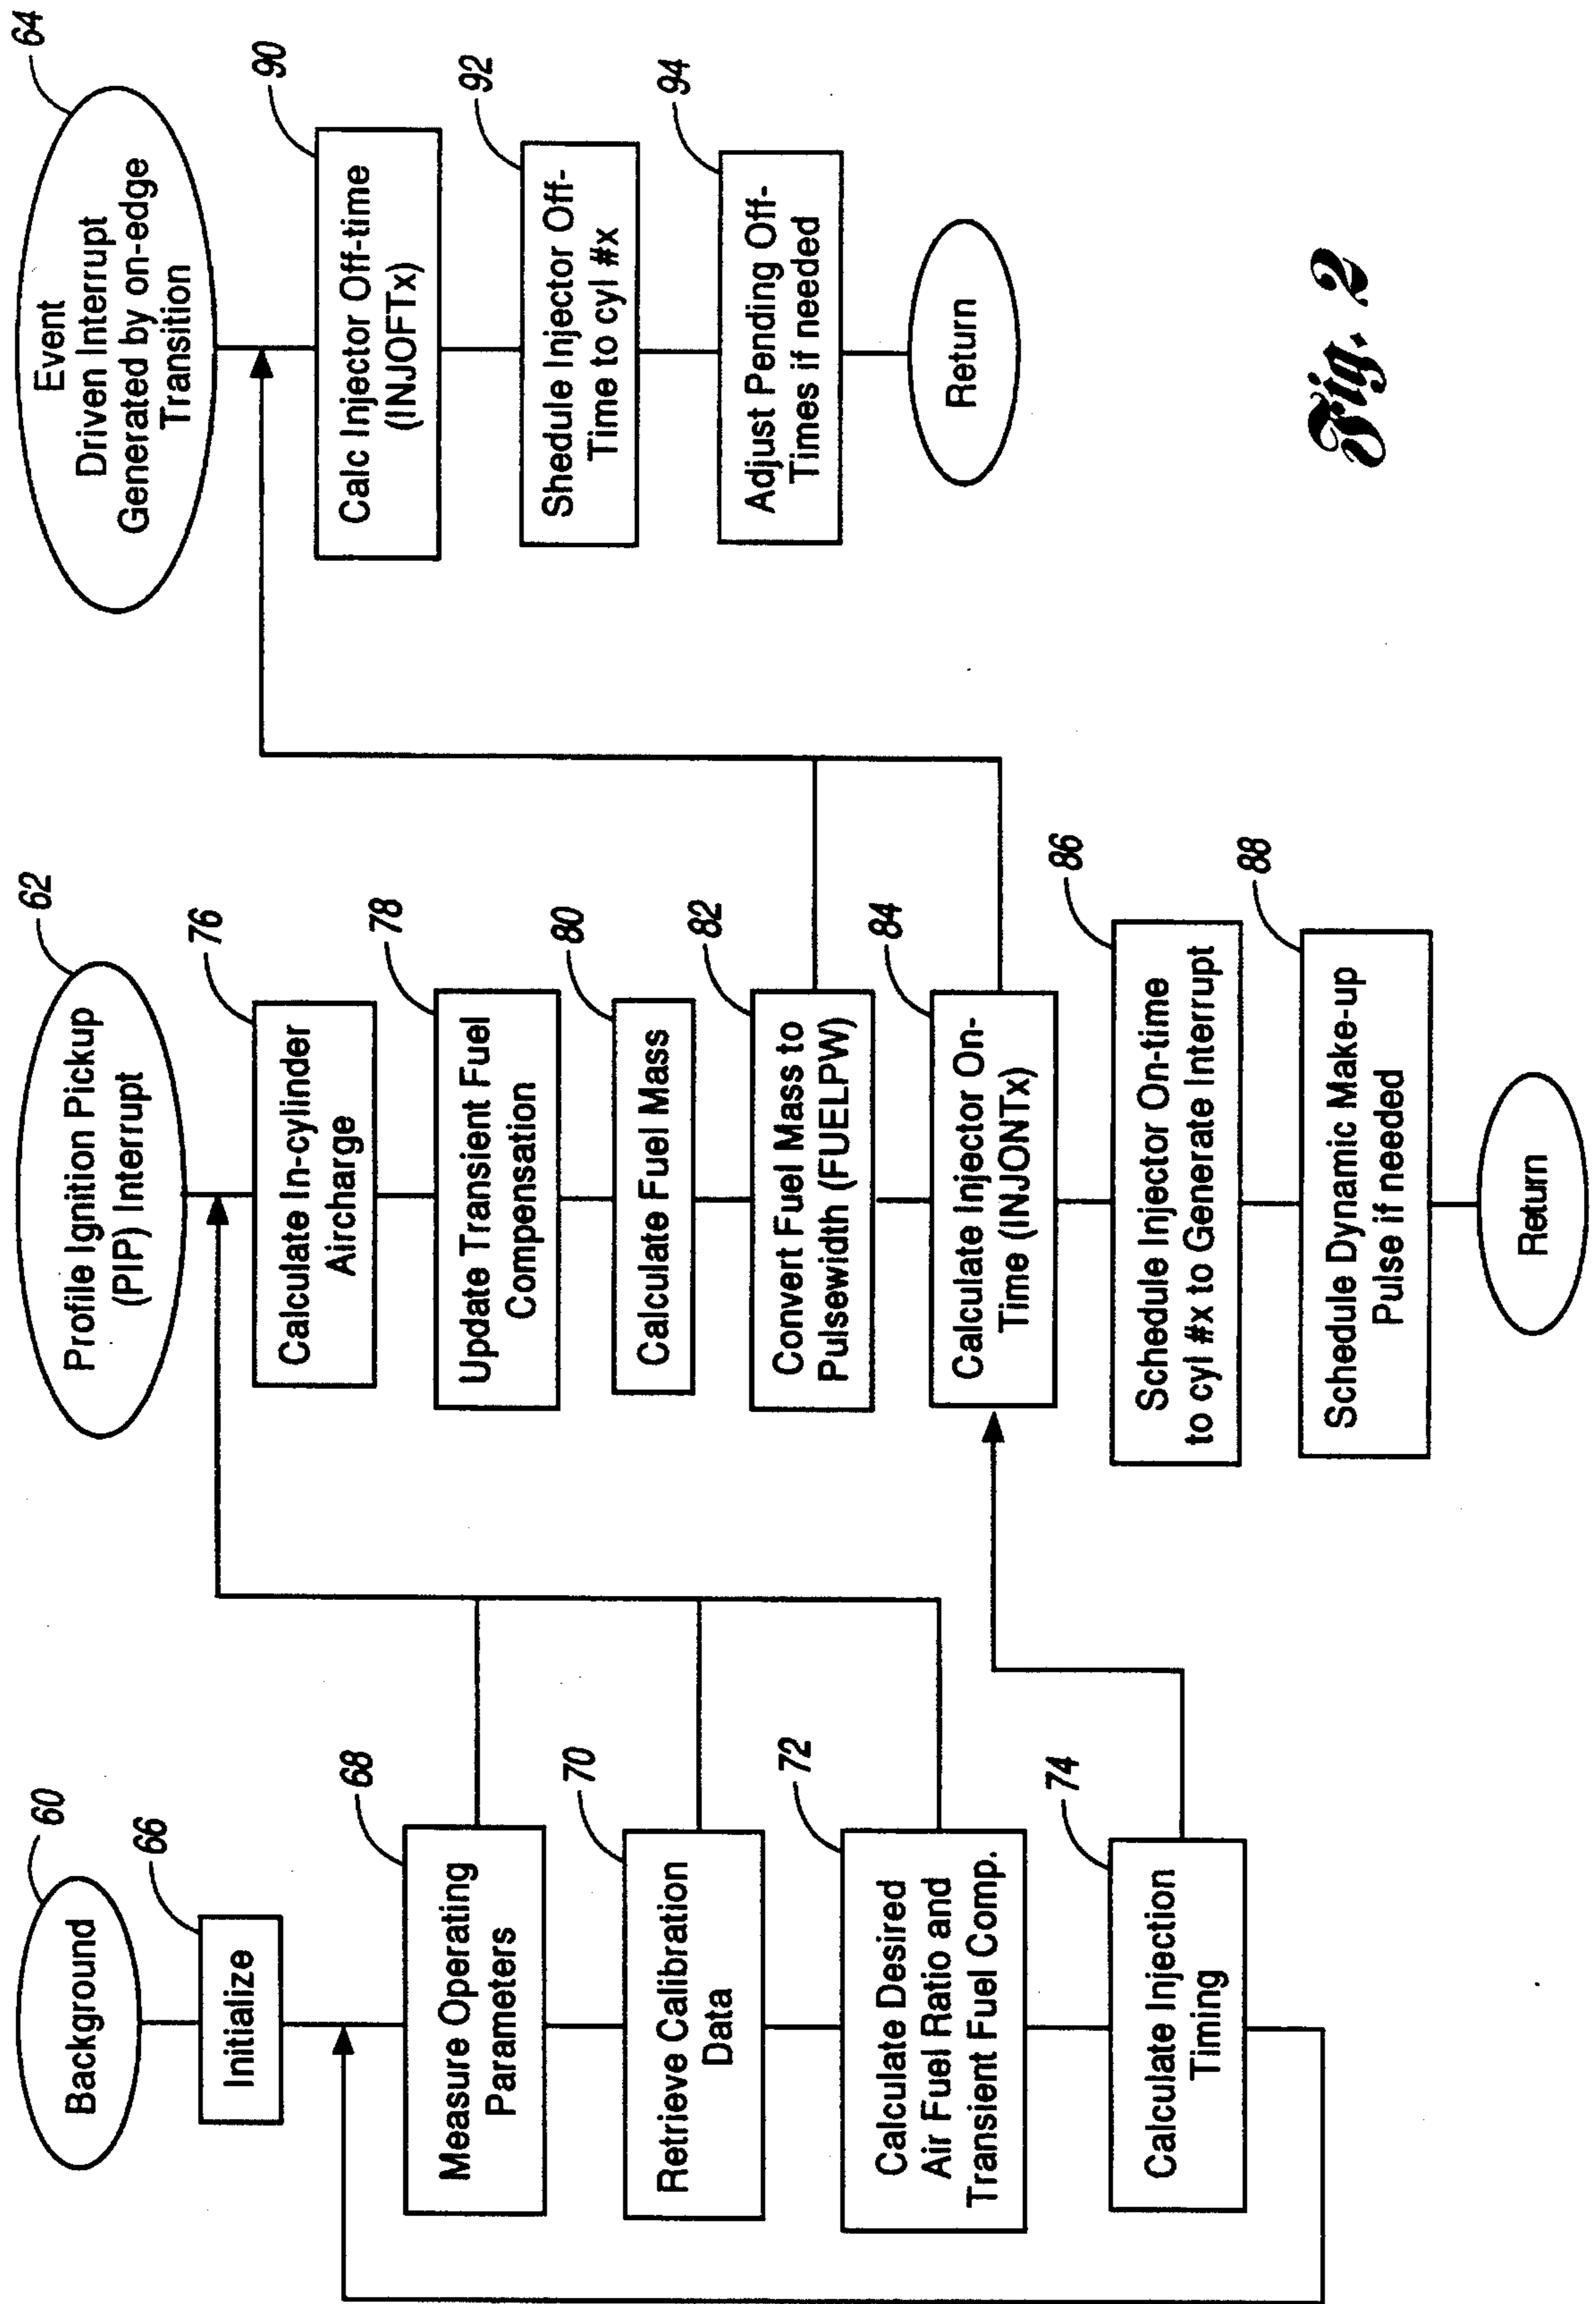 60
Background
66
Initialize
68
Measure Operating
Parameters
70
Retrieve Calibration
Data
72
Calculate Desired
Air Fuel Ratio and
Transient Fuel Comp.
74
Calculate Injection
Timing
62
Profile Ignition Pickup
(PIP) Interrupt
76
Calculate In-cylinder
Aircharge
78
Update Transient Fuel
Compensation
80
Calculate Fuel Mass
82
Convert Fuel Mass to
Pulsewidth (FUELPW)
84
Calculate Injector On-
Time (INJONTx)
86
Schedule Injector On-time
to cyl #x to Generate Interrupt
88
Schedule Dynamic Make-up
Pulse if needed
Return
64
Event
Driven Interrupt
Generated by on-edge
Transition
90
Calc Injector Off-time
(INJOFTx)
92
Shedule Injector Off-
Time to cyl #x
94
Adjust Pending Off-
Times if needed
Return
Fig. 2